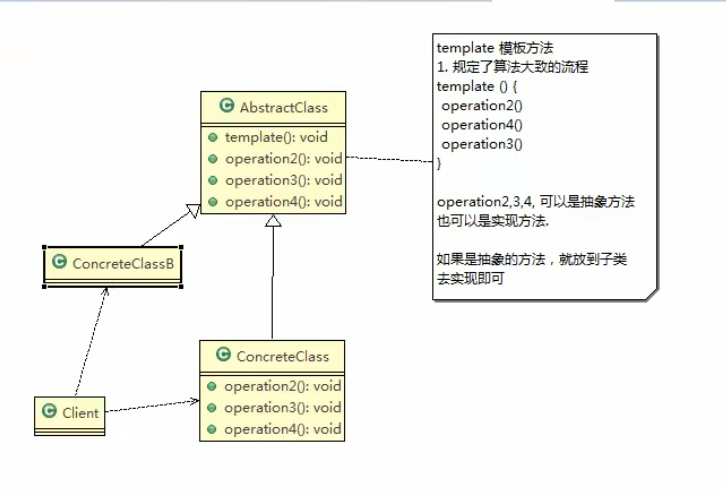 template 模板方法
1. 规定了算法大致的流程
template () {
operation2()
operation4()
operation3()
}
operation2,3,4, 可以是抽象方法
也可以是实现方法.
如果是抽象的方法，就放到子类
去实现即可
C AbstractClass
template(): void
operation2(): void
operation3(): void
operation4(): void
C ConcreteClassB
C ConcreteClass
operation2(): void
operation3(): void
operation4(): void
C Client